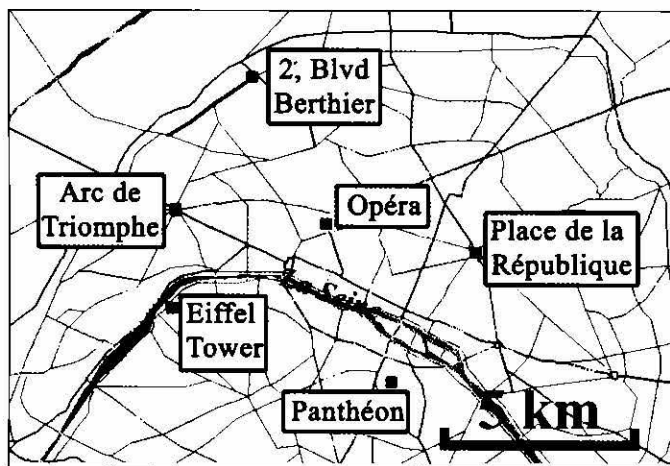 2, Blvd
Berthier
Arc de
Triomphe
Opéra
Place de la
République
La Seine
Eiffel
Tower
Panthéon
5 km